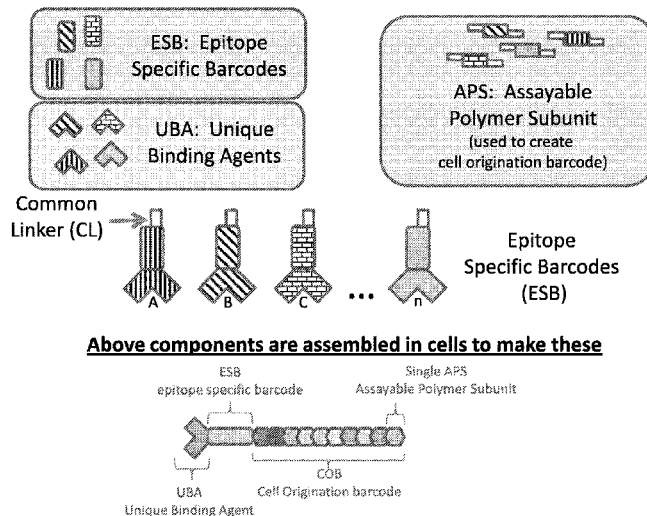 ESB: Epitope
Specific Barcodes
UBA: Unique
Binding Agents
APS: Assayable
Polymer Subunit
(used to create
cell origination barcode)
Common
Linker (CL)
A
B
C
...
n
Epitope
Specific Barcodes
(ESB)
Above components are assembled in cells to make these
ESB
epitope specific barcode
Single APS
Assayable Polymer Subunit
UBA
Unique Binding Agent
COB
Cell Origination barcode